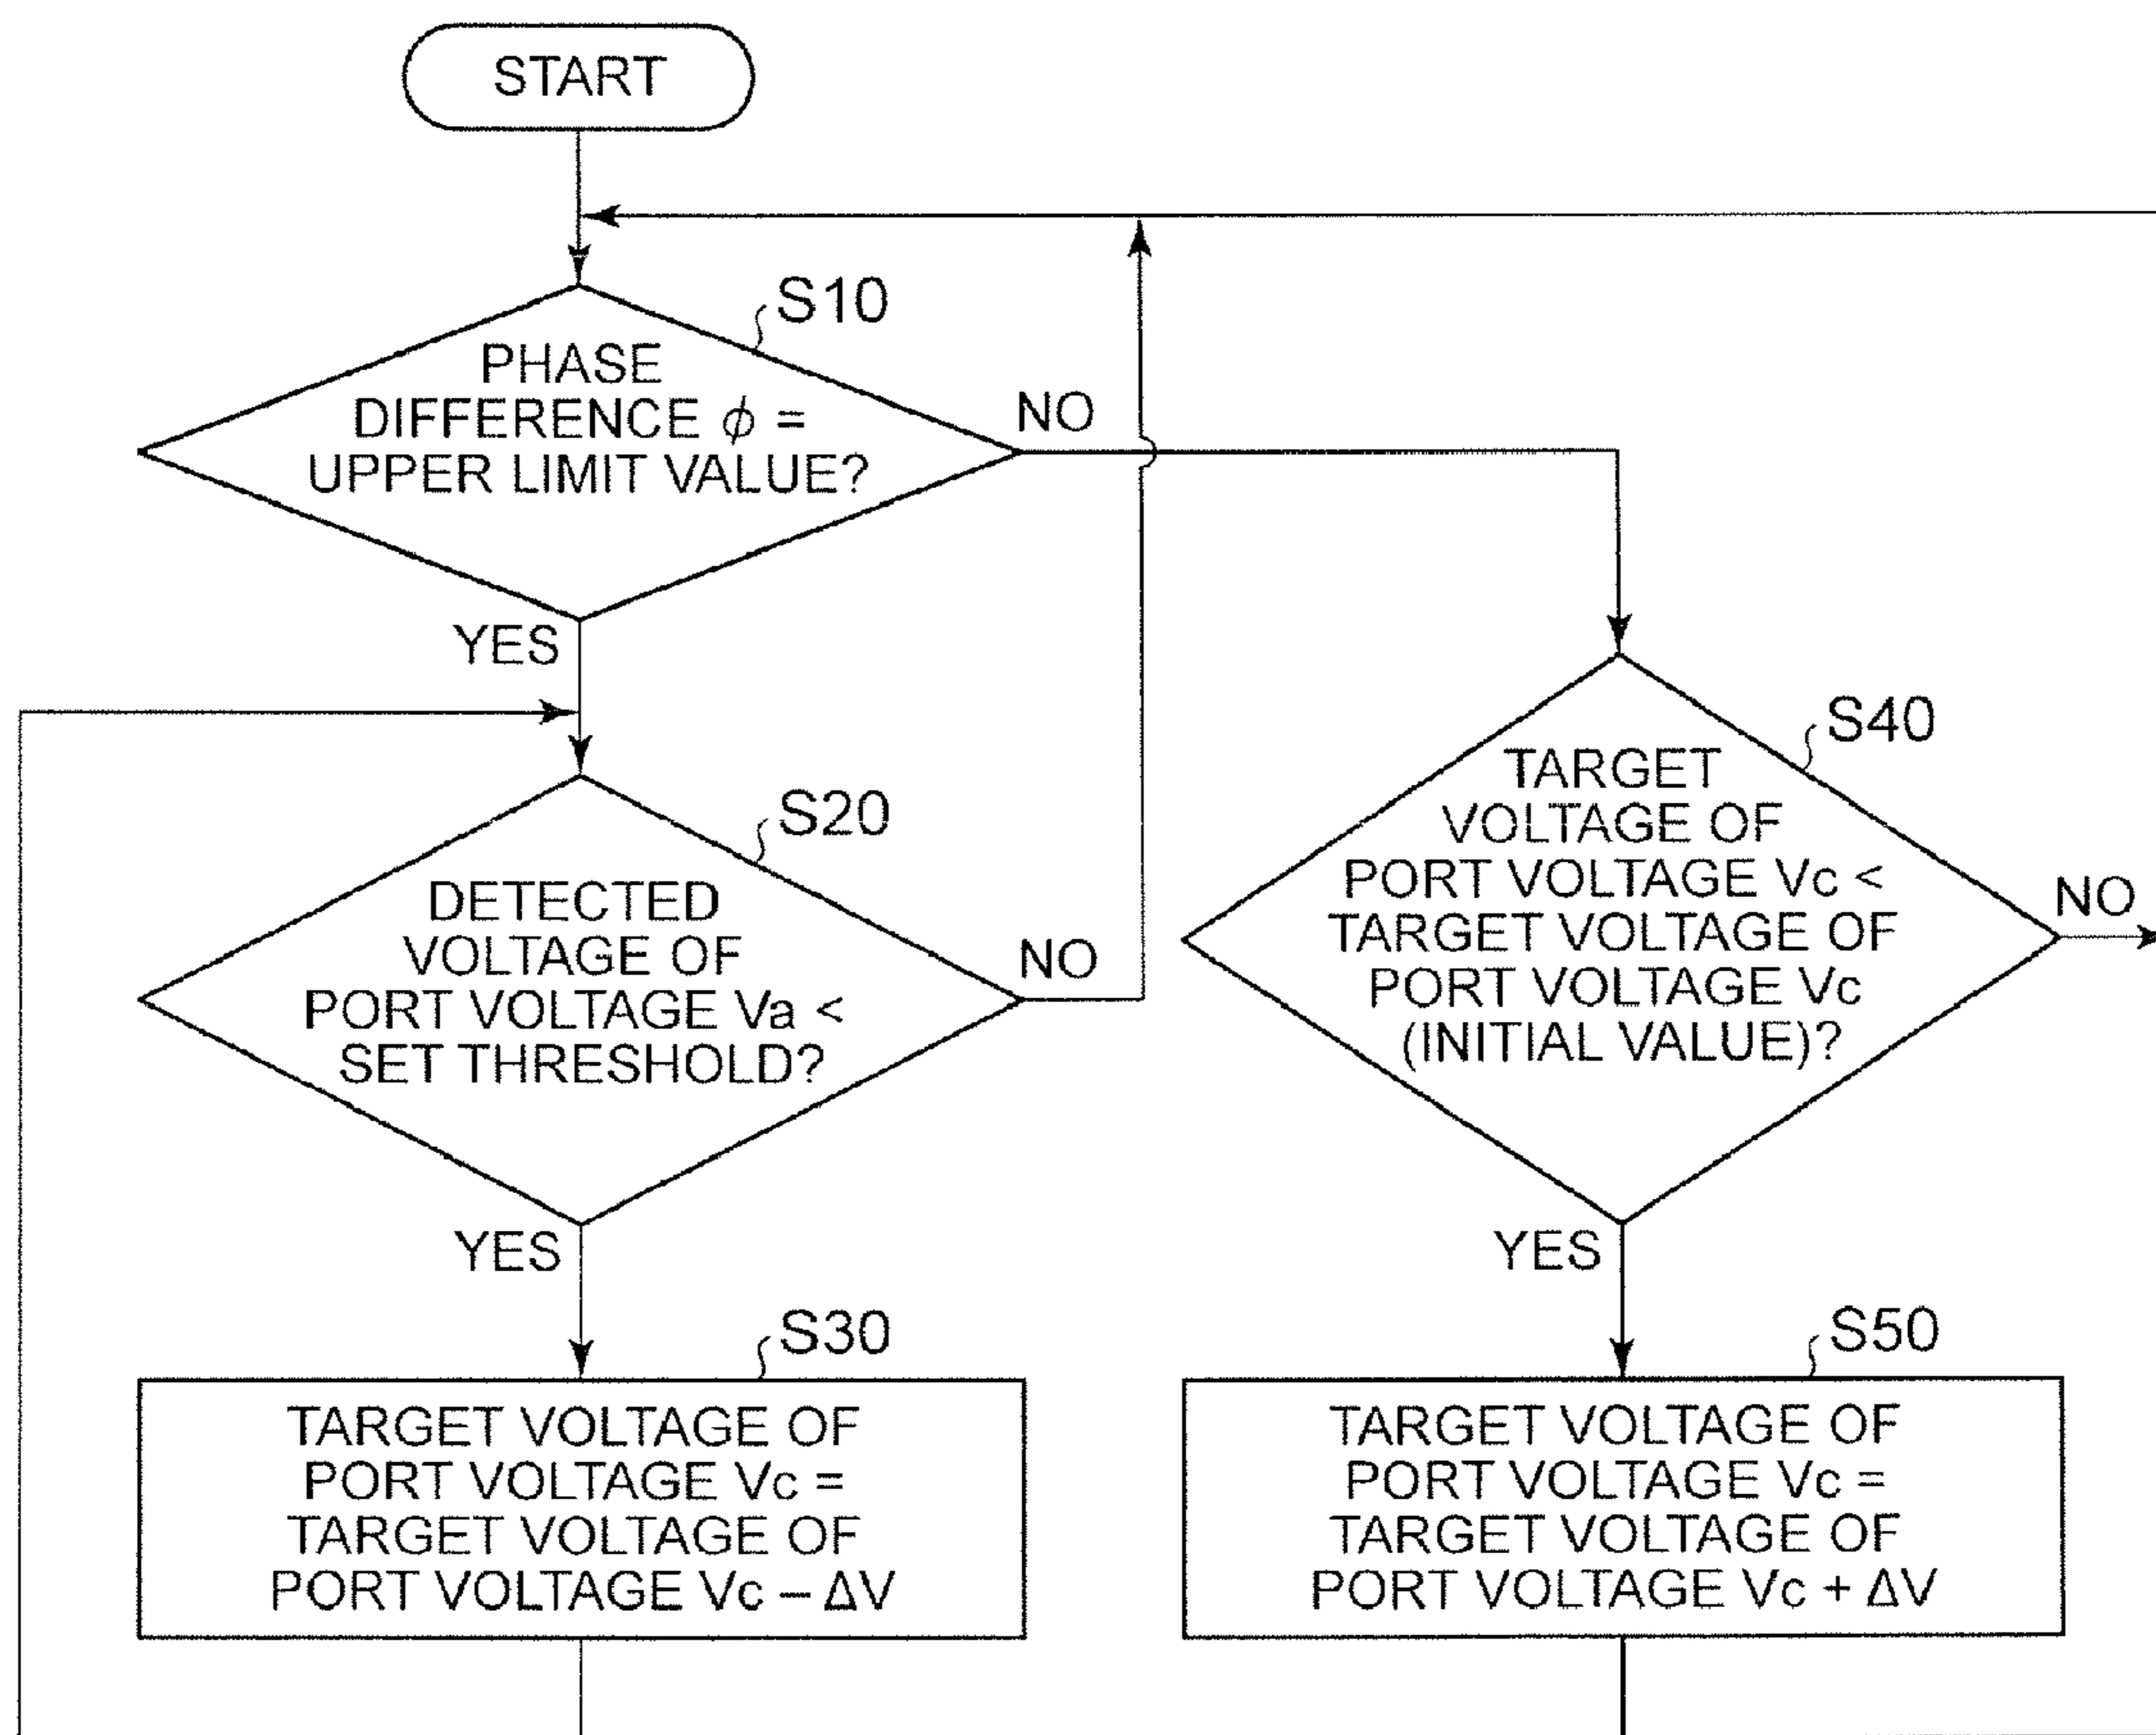 START
S10
PHASE
DIFFERENCE ϕ =
UPPER LIMIT VALUE?
NO
YES
S20
DETECTED
VOLTAGE OF
PORT VOLTAGE Va <
SET THRESHOLD?
NO
YES
S30
TARGET VOLTAGE OF
PORT VOLTAGE Vc =
TARGET VOLTAGE OF
PORT VOLTAGE Vc – ΔV
S40
TARGET
VOLTAGE OF
PORT VOLTAGE Vc <
TARGET VOLTAGE OF
PORT VOLTAGE Vc
(INITIAL VALUE)?
NO
YES
S50
TARGET VOLTAGE OF
PORT VOLTAGE Vc =
TARGET VOLTAGE OF
PORT VOLTAGE Vc + ΔV